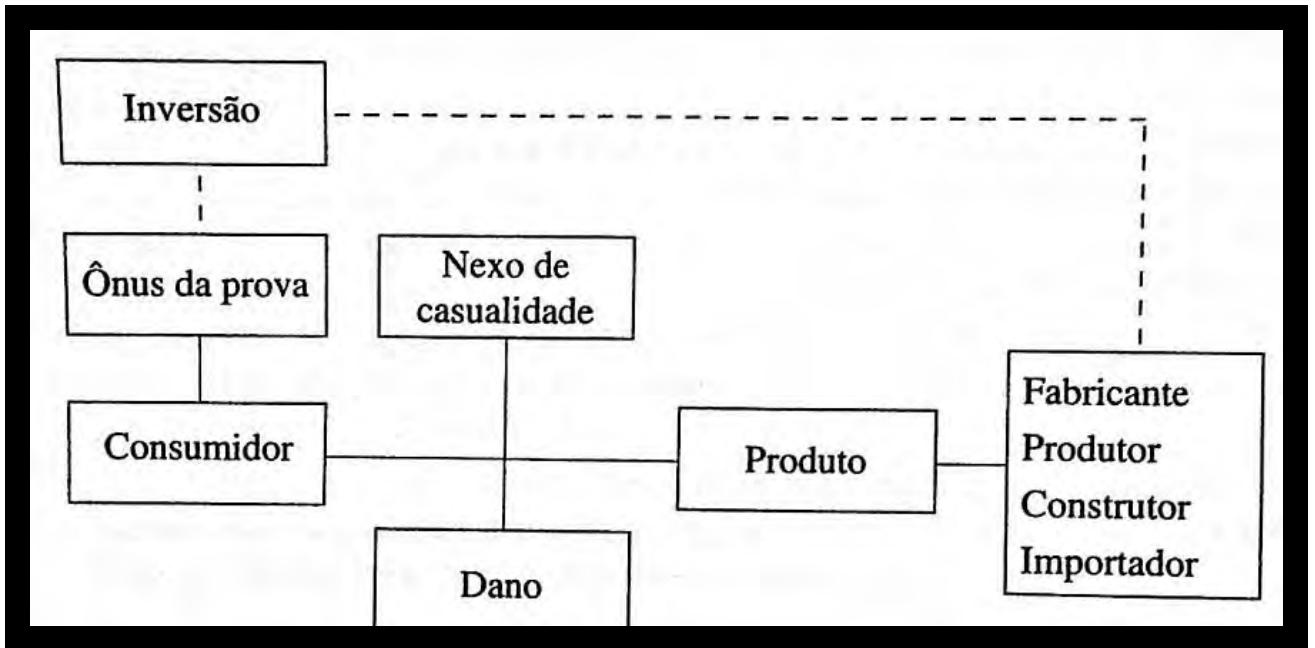 Inversão
Ônus da prova
Nexo de
casualidade
Consumidor
Produto
Fabricante
Produtor
Construtor
Importador
Dano